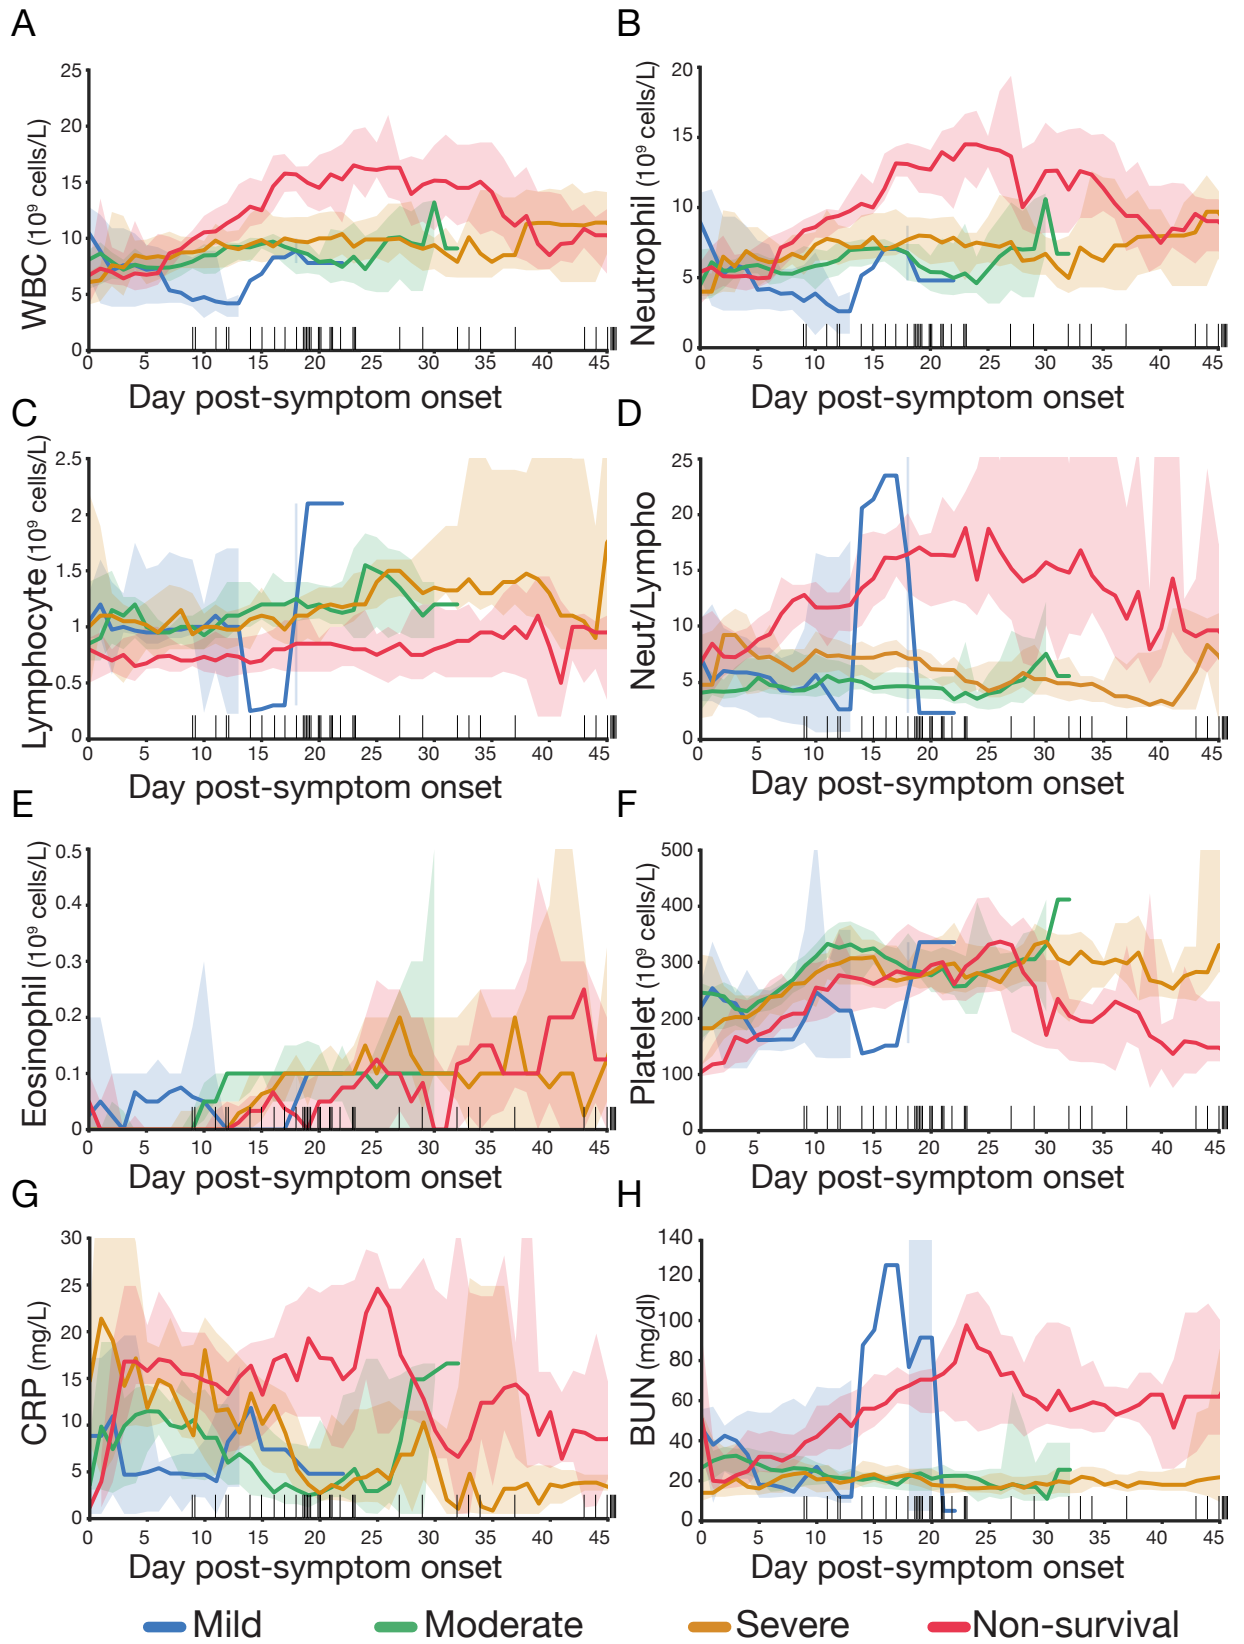 A
B
WBC (10⁹ cells/L)
25
20
15
10
5
0
0 5 10 15 20 25 30 35 40 45
Day post-symptom onset
Neutrophil (10⁹ cells/L)
20
15
10
5
0
0 5 10 15 20 25 30 35 40 45
Day post-symptom onset
C
D
Lymphocyte (10⁹ cells/L)
2.5
2
1.5
1
0.5
0
0 5 10 15 20 25 30 35 40 45
Day post-symptom onset
Neut/Lympho
25
20
15
10
5
0
0 5 10 15 20 25 30 35 40 45
Day post-symptom onset
E
F
Eosinophil (10⁹ cells/L)
0.5
0.4
0.3
0.2
0.1
0
0 5 10 15 20 25 30 35 40 45
Day post-symptom onset
Platelet (10⁹ cells/L)
500
400
300
200
100
0
0 5 10 15 20 25 30 35 40 45
Day post-symptom onset
G
H
CRP (mg/L)
30
25
20
15
10
5
0
0 5 10 15 20 25 30 35 40 45
Day post-symptom onset
BUN (mg/dl)
140
120
100
80
60
40
20
0
0 5 10 15 20 25 30 35 40 45
Day post-symptom onset
Mild Moderate Severe Non-survival